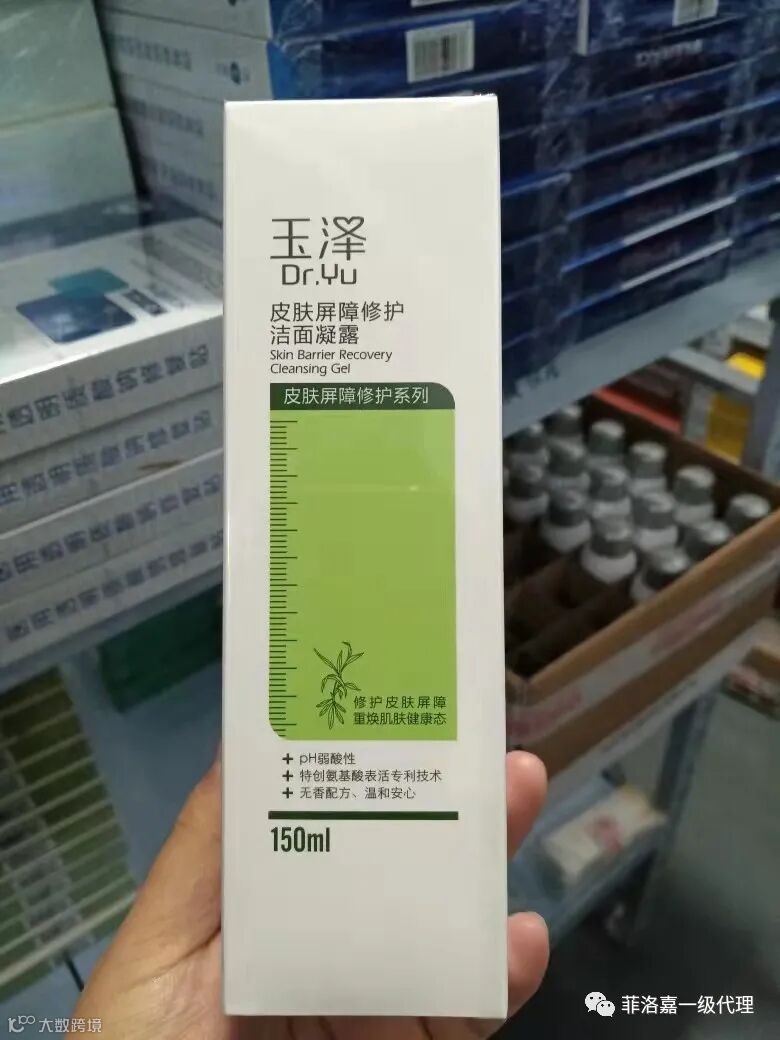 玉泽
Dr.Yu
皮肤屏障修护
洁面凝露
Skin Barrier Recovery
Cleansing Gel
皮肤屏障修护系列
修护皮肤屏障
重焕肌肤健康态
+ pH弱酸性
+ 特创氨基酸表活专利技术
+ 无香配方、温和安心
150ml
菲洛嘉一级代理
大数跨境